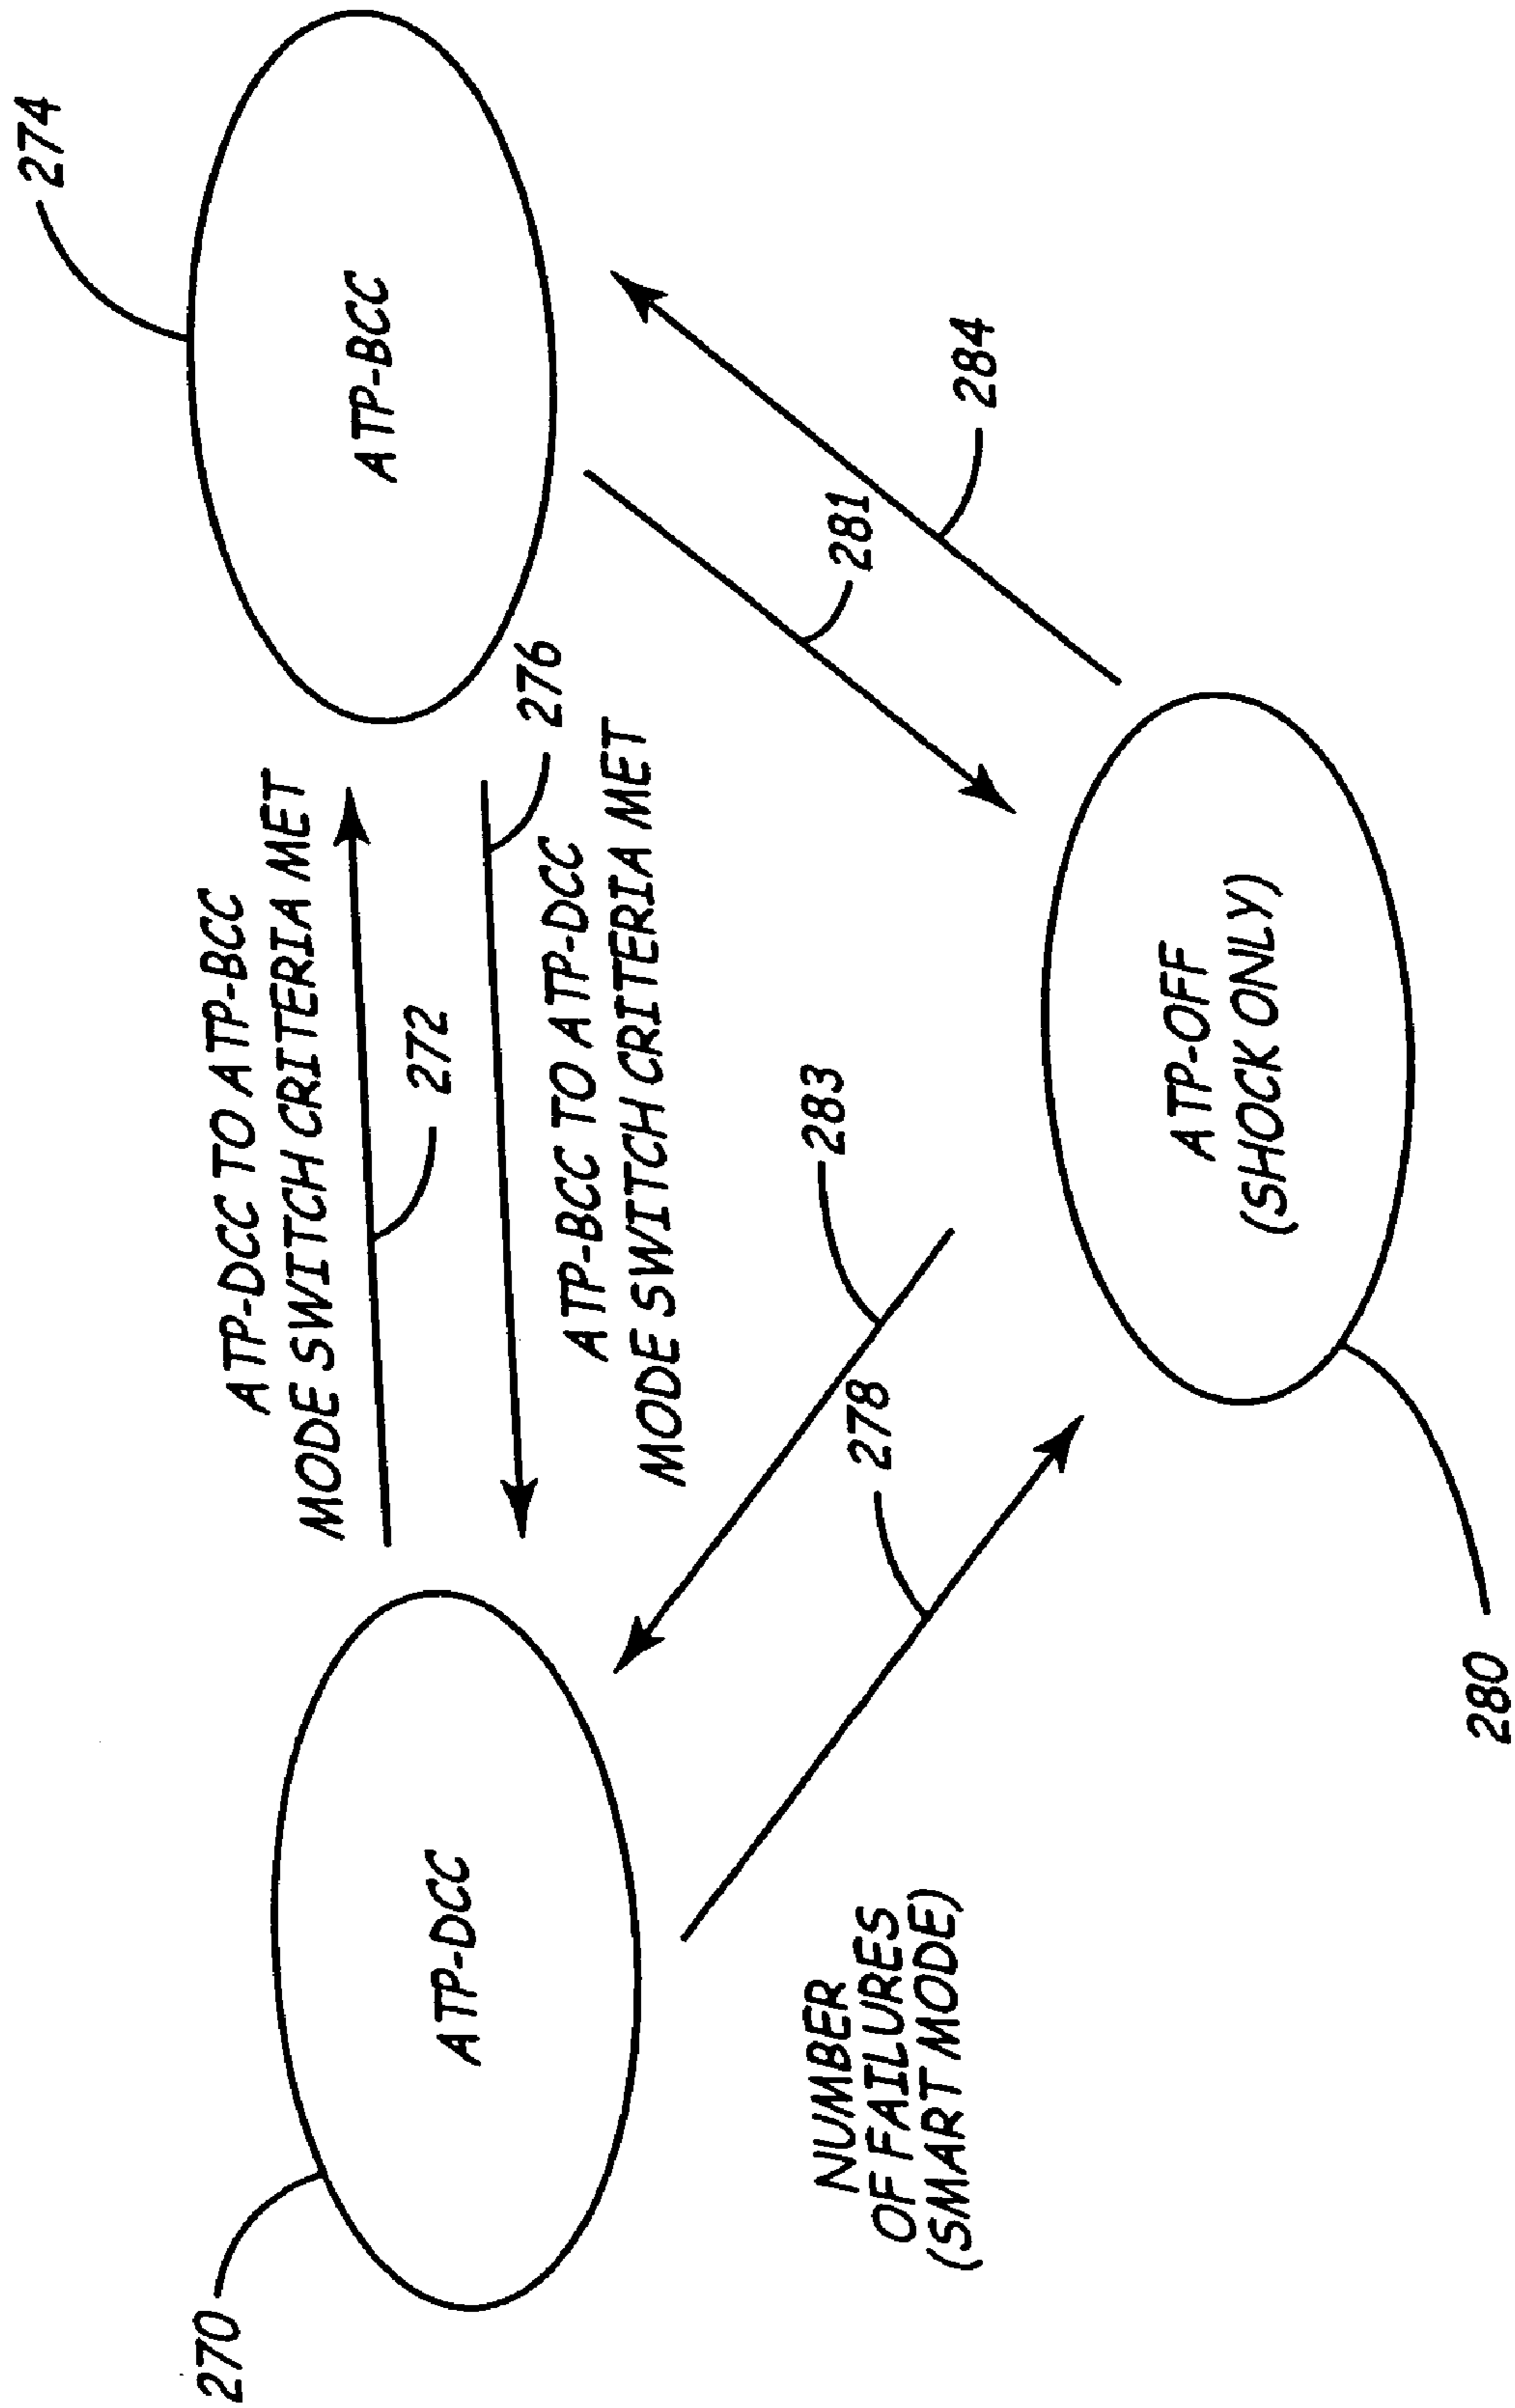 274
ATP-BCC
ATP-DCC TO ATP-BCC
MODE SWITCH CRITERIA MET
272
276
ATP-BCC TO ATP-DCC
MODE SWITCH CRITERIA MET
270
ATP-DCC
281
284
283
278
NUMBER
OF FAILURES
(SMART MODE)
ATP-OFF
(SHOCK ONLY)
280